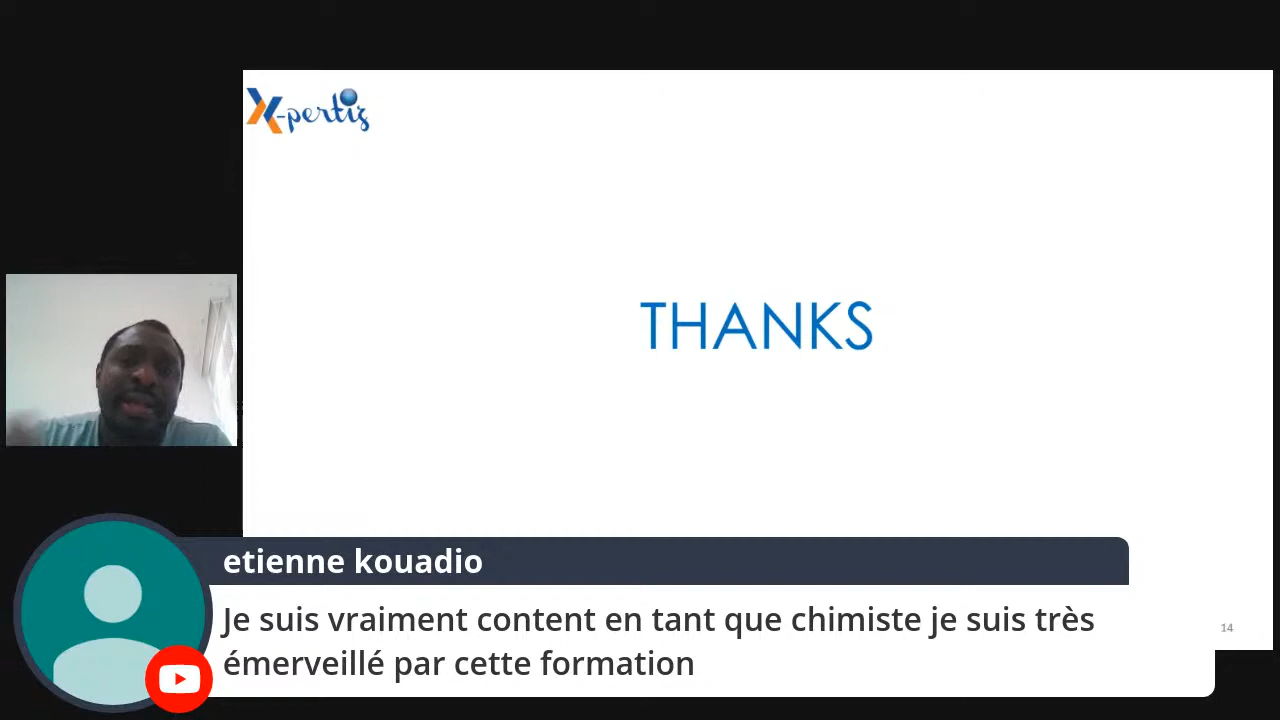 X-pertiz
THANKS
etienne kouadio
Je suis vraiment content en tant que chimiste je suis très
émerveillé par cette formation
14